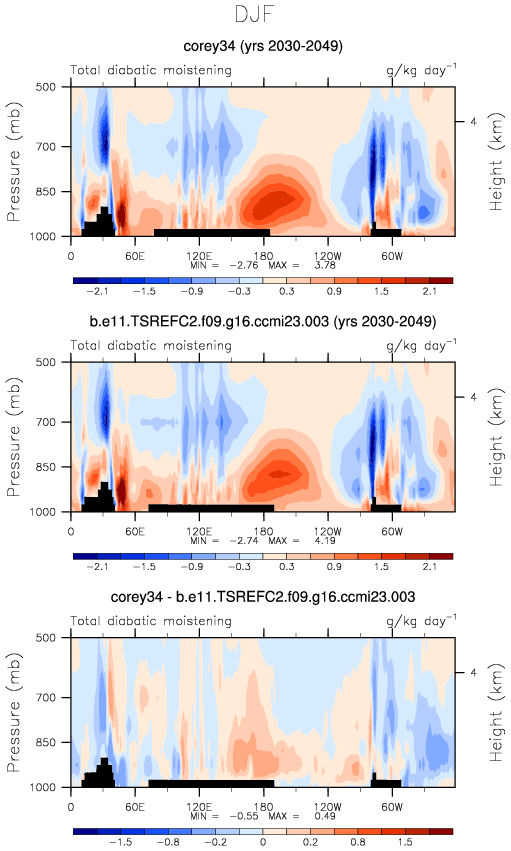 DJF
corey34 (yrs 2030-2049)
Total diabatic moistening g/kg day⁻¹
Pressure (mb)
500
700
850
1000
4
Height (km)
0 60E 120E 180 120W 60W
MIN = -2.76 MAX = 3.78
-2.1 -1.5 -0.9 -0.3 0.3 0.9 1.5 2.1
b.e11.TSREFC2.f09.g16.ccmi23.003 (yrs 2030-2049)
Total diabatic moistening g/kg day⁻¹
Pressure (mb)
500
700
850
1000
4
Height (km)
0 60E 120E 180 120W 60W
MIN = -2.74 MAX = 4.19
-2.1 -1.5 -0.9 -0.3 0.3 0.9 1.5 2.1
corey34 - b.e11.TSREFC2.f09.g16.ccmi23.003
Total diabatic moistening g/kg day⁻¹
Pressure (mb)
500
700
850
1000
4
Height (km)
0 60E 120E 180 120W 60W
MIN = -0.55 MAX = 0.49
-1.5 -0.8 -0.2 0 0.2 0.8 1.5